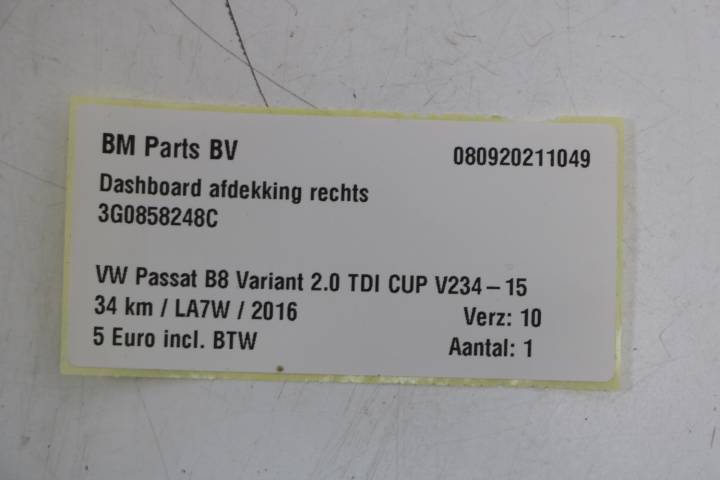 BM Parts BV 080920211049
Dashboard afdekking rechts
3G0858248C
VW Passat B8 Variant 2.0 TDI CUP V234-15
34 km / LA7W / 2016 Verz: 10
5 Euro incl. BTW Aantal: 1